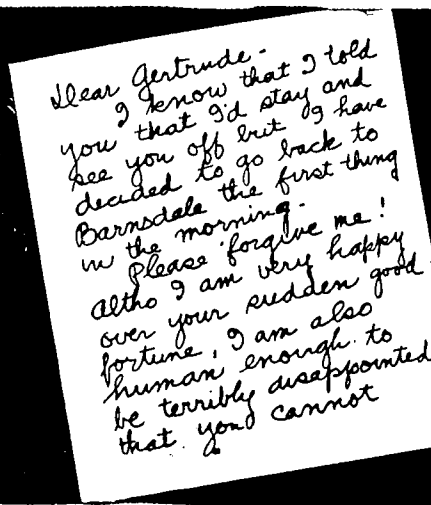 Dear Gertrude -
I know that I told
you that I'd stay and
see you off but I have
decided to go back to
Barnsdale the first thing
in the morning.
Please forgive me!
altho I am very happy
over your sudden good
fortune, I am also
human enough to
be terribly disappointed
that you cannot